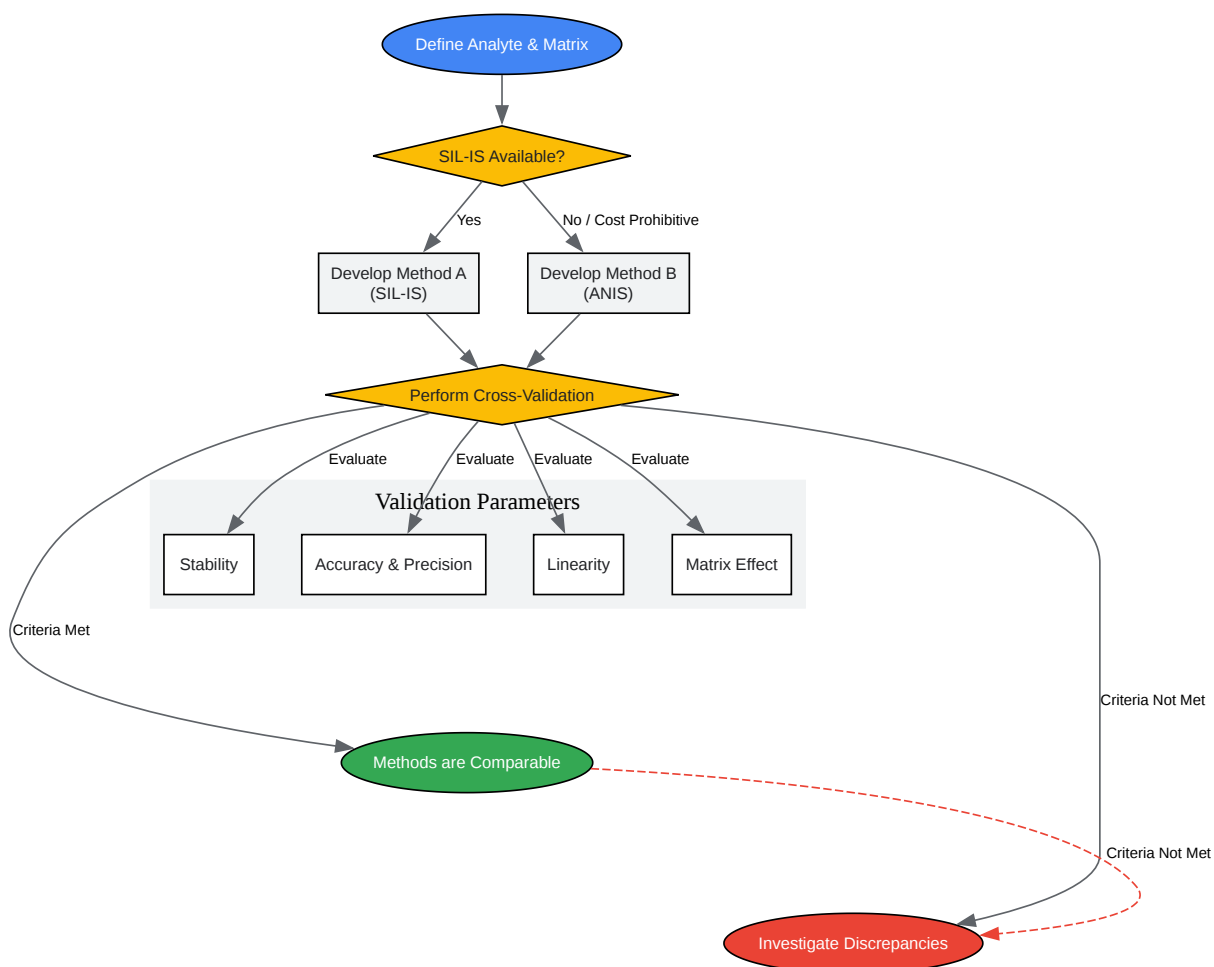 Define Analyte & Matrix
SIL-IS Available?
Yes
No / Cost Prohibitive
Develop Method A
(SIL-IS)
Develop Method B
(ANIS)
Perform Cross-Validation
Evaluate
Evaluate
Evaluate
Evaluate
Validation Parameters
Stability
Accuracy & Precision
Linearity
Matrix Effect
Criteria Met
Criteria Not Met
Methods are Comparable
Criteria Not Met
Investigate Discrepancies